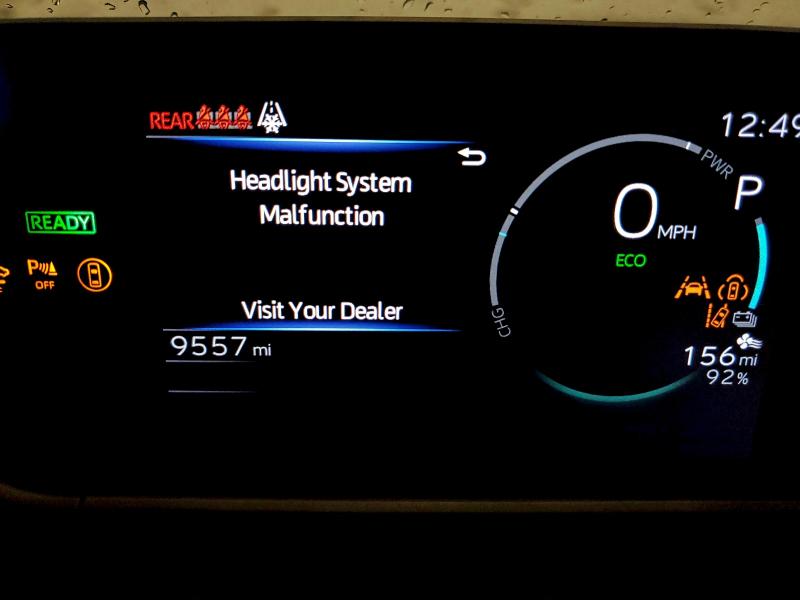 REAR
12:49
Headlight System
Malfunction
PWR
P
0 MPH
READY
ECO
P
OFF
Visit Your Dealer
CHG
9557 mi
156 mi
92%